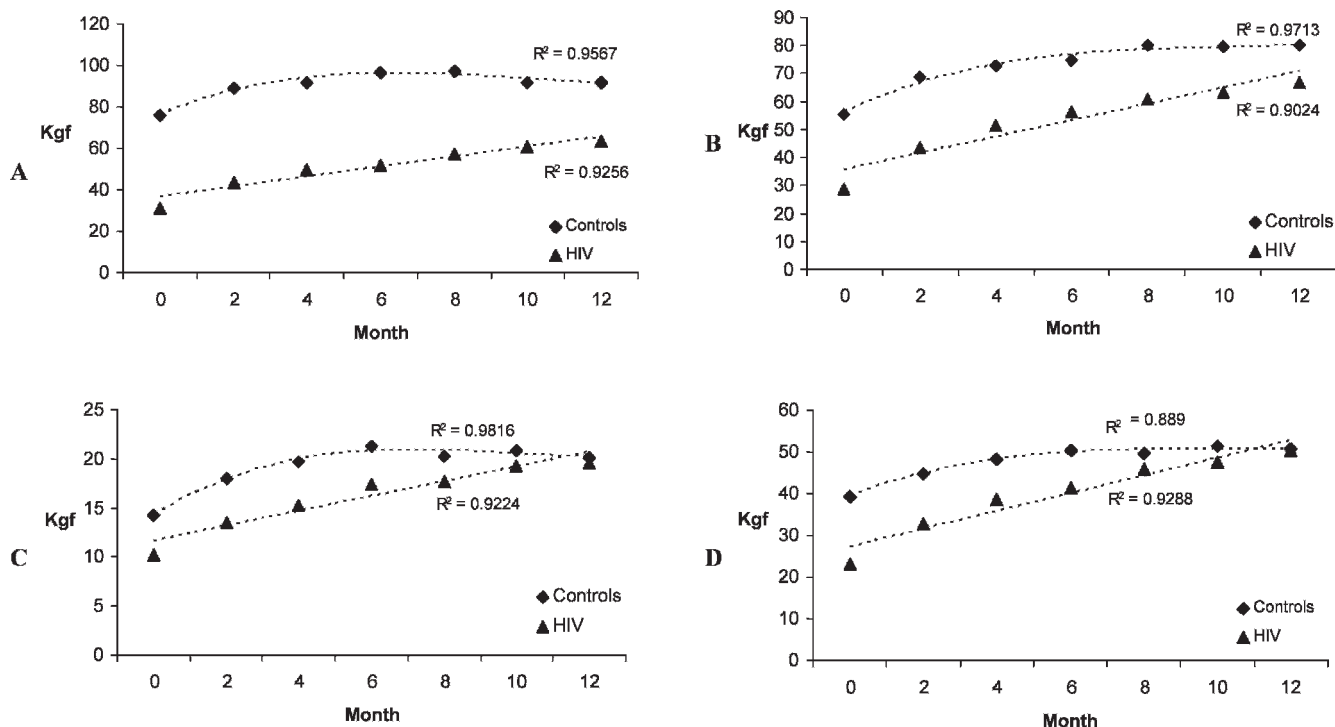 A
120
100
80
60
40
20
0
Kgf
R² = 0.9567
R² = 0.9256
Controls
HIV
0 2 4 6 8 10 12
Month
B
90
80
70
60
50
40
30
20
10
0
Kgf
R² = 0.9713
R² = 0.9024
Controls
HIV
0 2 4 6 8 10 12
Month
C
25
20
15
10
5
0
Kgf
R² = 0.9816
R² = 0.9224
Controls
HIV
0 2 4 6 8 10 12
Month
D
60
50
40
30
20
10
0
Kgf
R² = 0.889
R² = 0.9288
Controls
HIV
0 2 4 6 8 10 12
Month